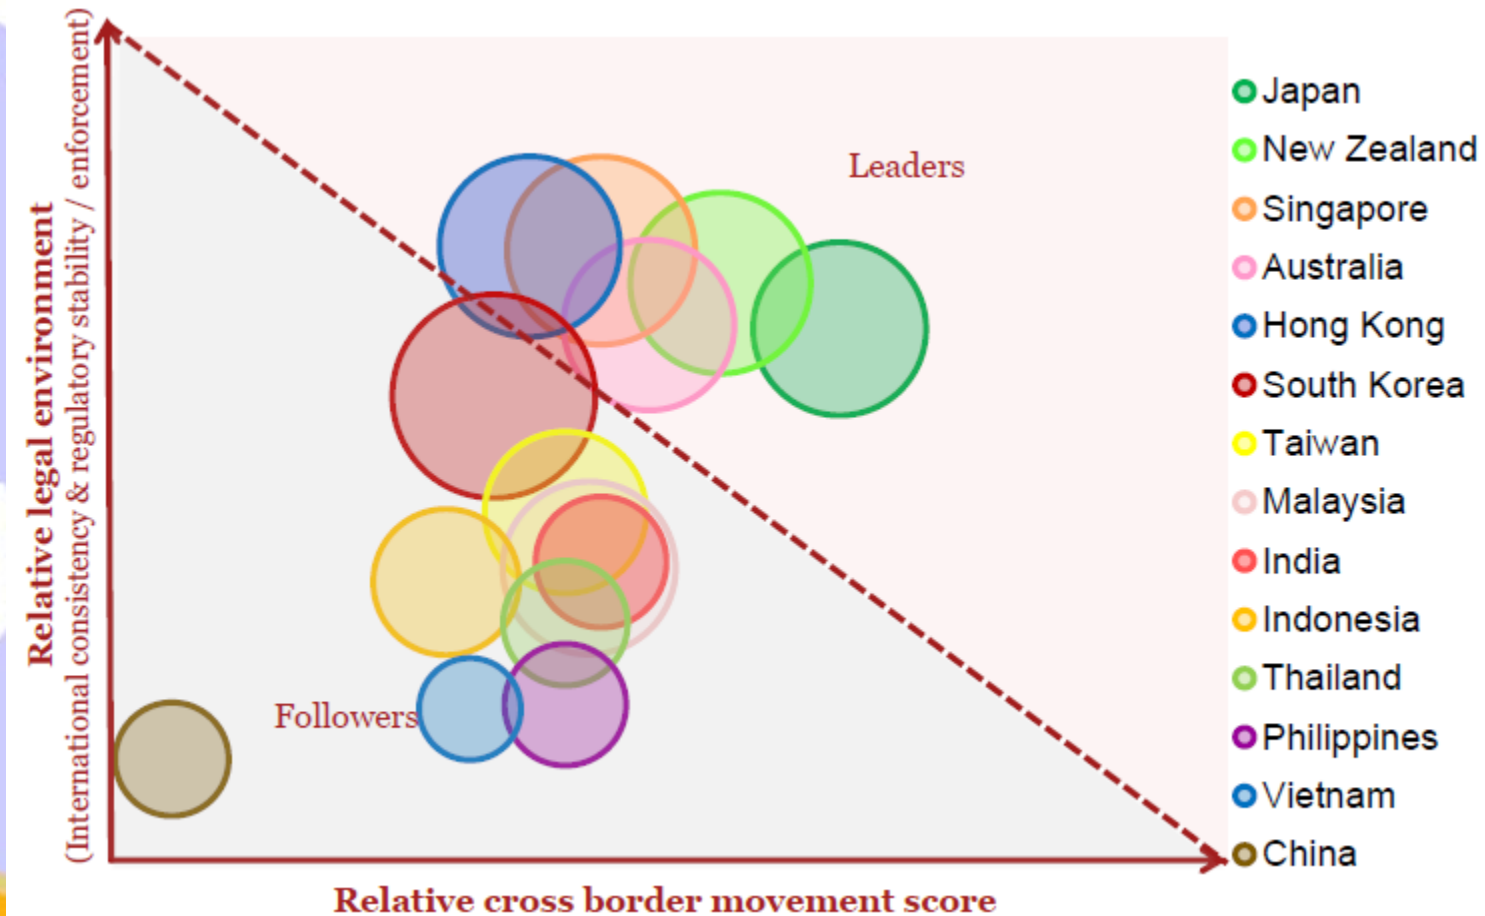 Relative legal environment
(International consistency & regulatory stability / enforcement)
Leaders
Followers
Relative cross border movement score
Japan
New Zealand
Singapore
Australia
Hong Kong
South Korea
Taiwan
Malaysia
India
Indonesia
Thailand
Philippines
Vietnam
China